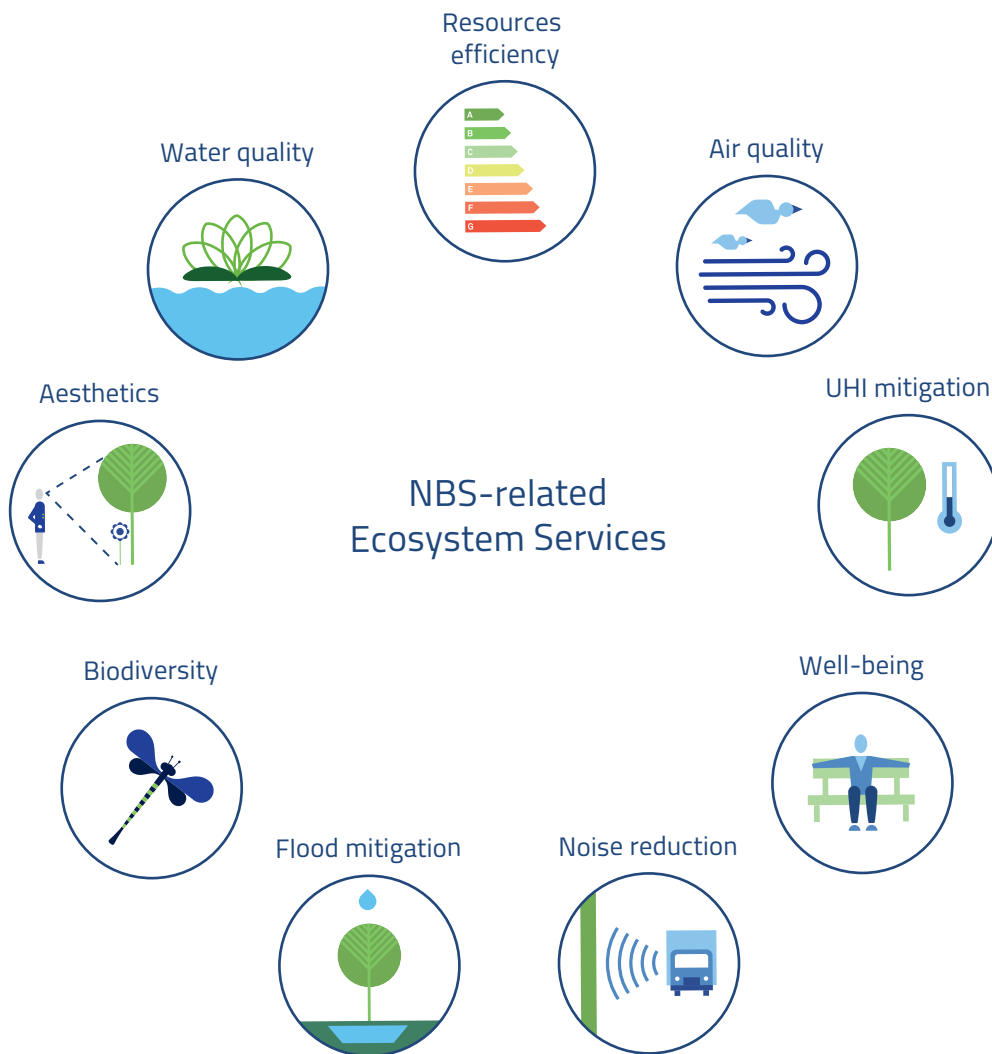 Resources
efficiency
A
B
C
D
E
F
G
Water quality
Air quality
Aesthetics
UHI mitigation
NBS-related
Ecosystem Services
Biodiversity
Well-being
Flood mitigation
Noise reduction